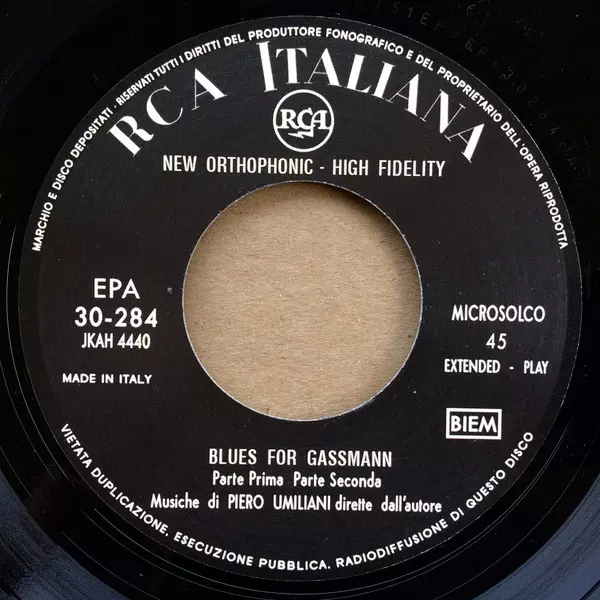 MARCHIO E DISCO DEPOSITATI - RISERVATI TUTTI I DIRITTI DEL PRODUTTORE FONOGRAFICO E DEL PROPRIETARIO DELL'OPERA RIPRODOTTA
RCA ITALIANA
RCA
NEW ORTHOPHONIC - HIGH FIDELITY
EPA
30-284
JKAH 4440
MADE IN ITALY
MICROSOLCO
45
EXTENDED - PLAY
BIEM
BLUES FOR GASSMANN
Parte Prima Parte Seconda
Musiche di PIERO UMILIANI dirette dall'autore
VIETATA DUPLICAZIONE, ESECUZIONE PUBBLICA, RADIODIFFUSIONE DI QUESTO DISCO